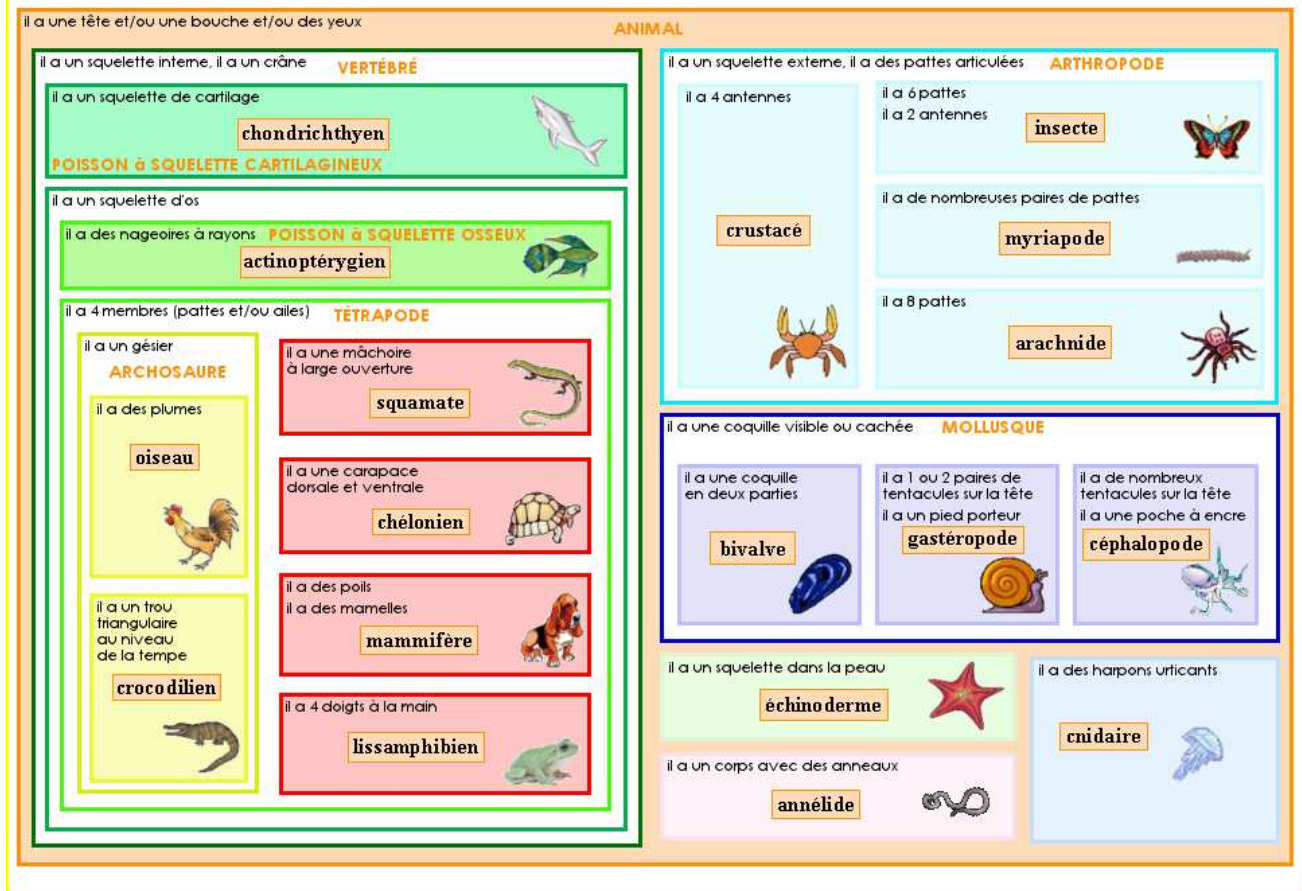 il a une tête et/ou une bouche et/ou des yeux
ANIMAL
il a un squelette interne, il a un crâne
VERTÉBRÉ
il a un squelette de cartilage
chondrichthyen
POISSON à SQUELETTE CARTILAGINEUX
il a un squelette d'os
il a des nageoires à rayons
POISSON à SQUELETTE OSSEUX
actinoptérygien
il a 4 membres (pattes et/ou ailes)
TÉTRAPODE
il a un gésier
ARCHOSAURE
il a des plumes
oiseau
il a un trou
triangulaire
au niveau
de la tempe
crocodilien
il a une mâchoire
à large ouverture
squamate
il a une carapace
dorsale et ventrale
chélonien
il a des poils
il a des mamelles
mammifère
il a 4 doigts à la main
lissamphibien
il a un squelette externe, il a des pattes articulées
ARTHROPODE
il a 4 antennes
crustacé
il a 6 pattes
il a 2 antennes
insecte
il a de nombreuses paires de pattes
myriapode
il a 8 pattes
arachnide
il a une coquille visible ou cachée
MOLLUSQUE
il a une coquille
en deux parties
bivalve
il a 1 ou 2 paires de
tentacules sur la tête
il a un pied porteur
gastéropode
il a de nombreux
tentacules sur la tête
il a une poche à encre
céphalopode
il a un squelette dans la peau
échinoderme
il a un corps avec des anneaux
annélide
il a des harpons urticants
cnidaire